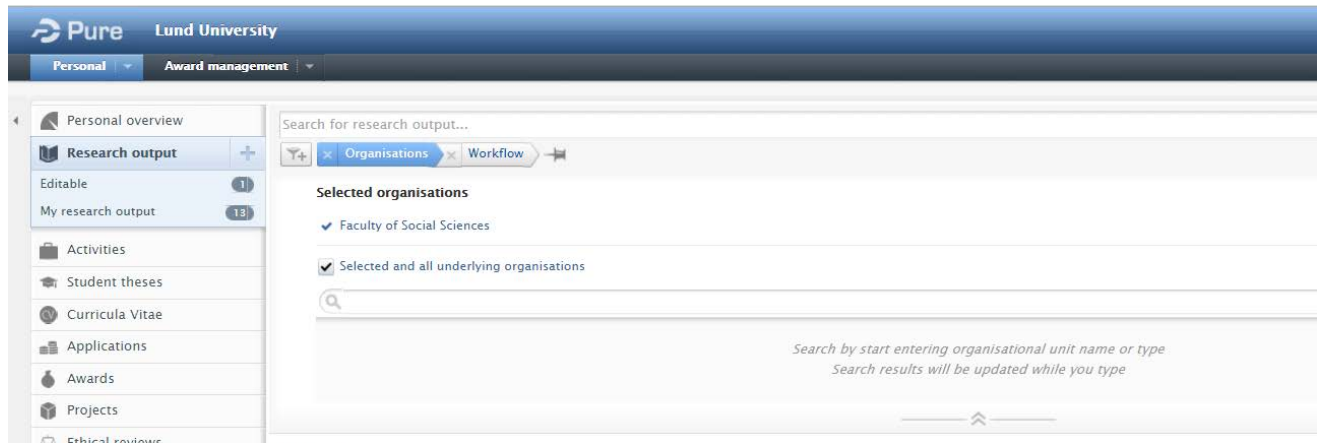 Pure Lund University
Personal Award management
Personal overview
Research output
Editable 1
My research output 13
Activities
Student theses
CV Curricula Vitae
Applications
Awards
Projects
Ethical reviews
Search for research output...
Organisations Workflow
Selected organisations
Faculty of Social Sciences
Selected and all underlying organisations
Search by start entering organisational unit name or type
Search results will be updated while you type